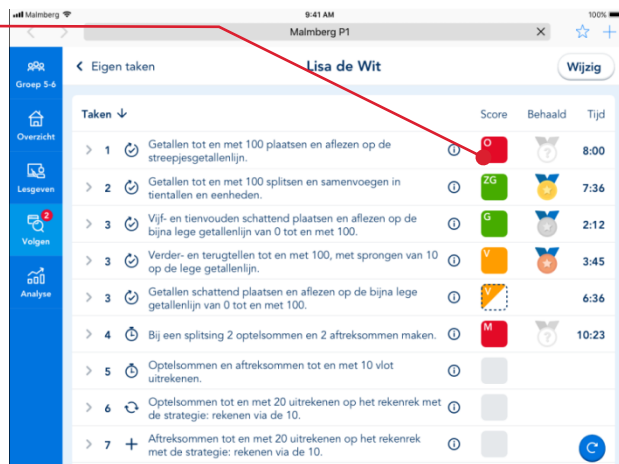 Malmberg 9:41 AM 100%
Malmberg P1
Groep 5-6
Eigen taken Lisa de Wit Wijzig
Taken Score Behaald Tijd
1 Getallen tot en met 100 plaatsen en aflezen op de
streepjesgetallenlijn. O ? 8:00
2 Getallen tot en met 100 splitsen en samenvoegen in
tientallen en eenheden. ZG 7:36
3 Vijf- en tienvouden schattend plaatsen en aflezen op de
bijna lege getallenlijn van 0 tot en met 100. G 2:12
3 Verder- en terugtellen tot en met 100, met sprongen van 10
op de lege getallenlijn. V 3:45
3 Getallen schattend plaatsen en aflezen op de bijna lege
getallenlijn van 0 tot en met 100. V 6:36
4 Bij een splitsing 2 optelsommen en 2 aftreksommen maken. M ? 10:23
5 Optelsommen en aftreksommen tot en met 10 vlot
uitrekenen.
6 Optelsommen tot en met 20 uitrekenen op het rekenrek met
de strategie: rekenen via de 10.
7 Aftreksommen tot en met 20 uitrekenen op het rekenrek
met de strategie: rekenen via de 10.
Overzicht
Lesgeven
2
Volgen
Analyse